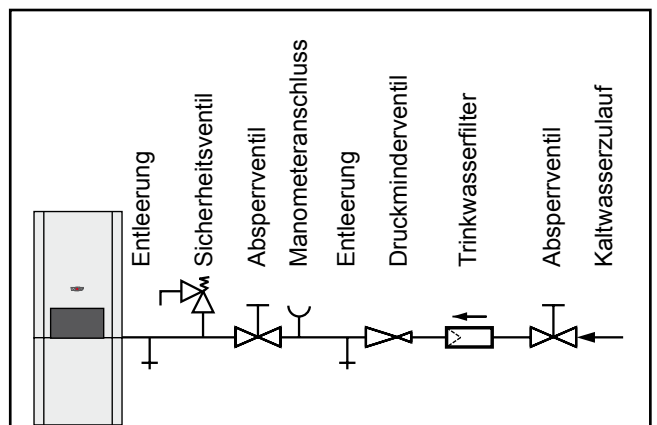 Entleerung
Sicherheitsventil
Absperrventil
Manometeranschluss
Entleerung
Druckminderventil
Trinkwasserfilter
Absperrventil
Kaltwasserzulauf